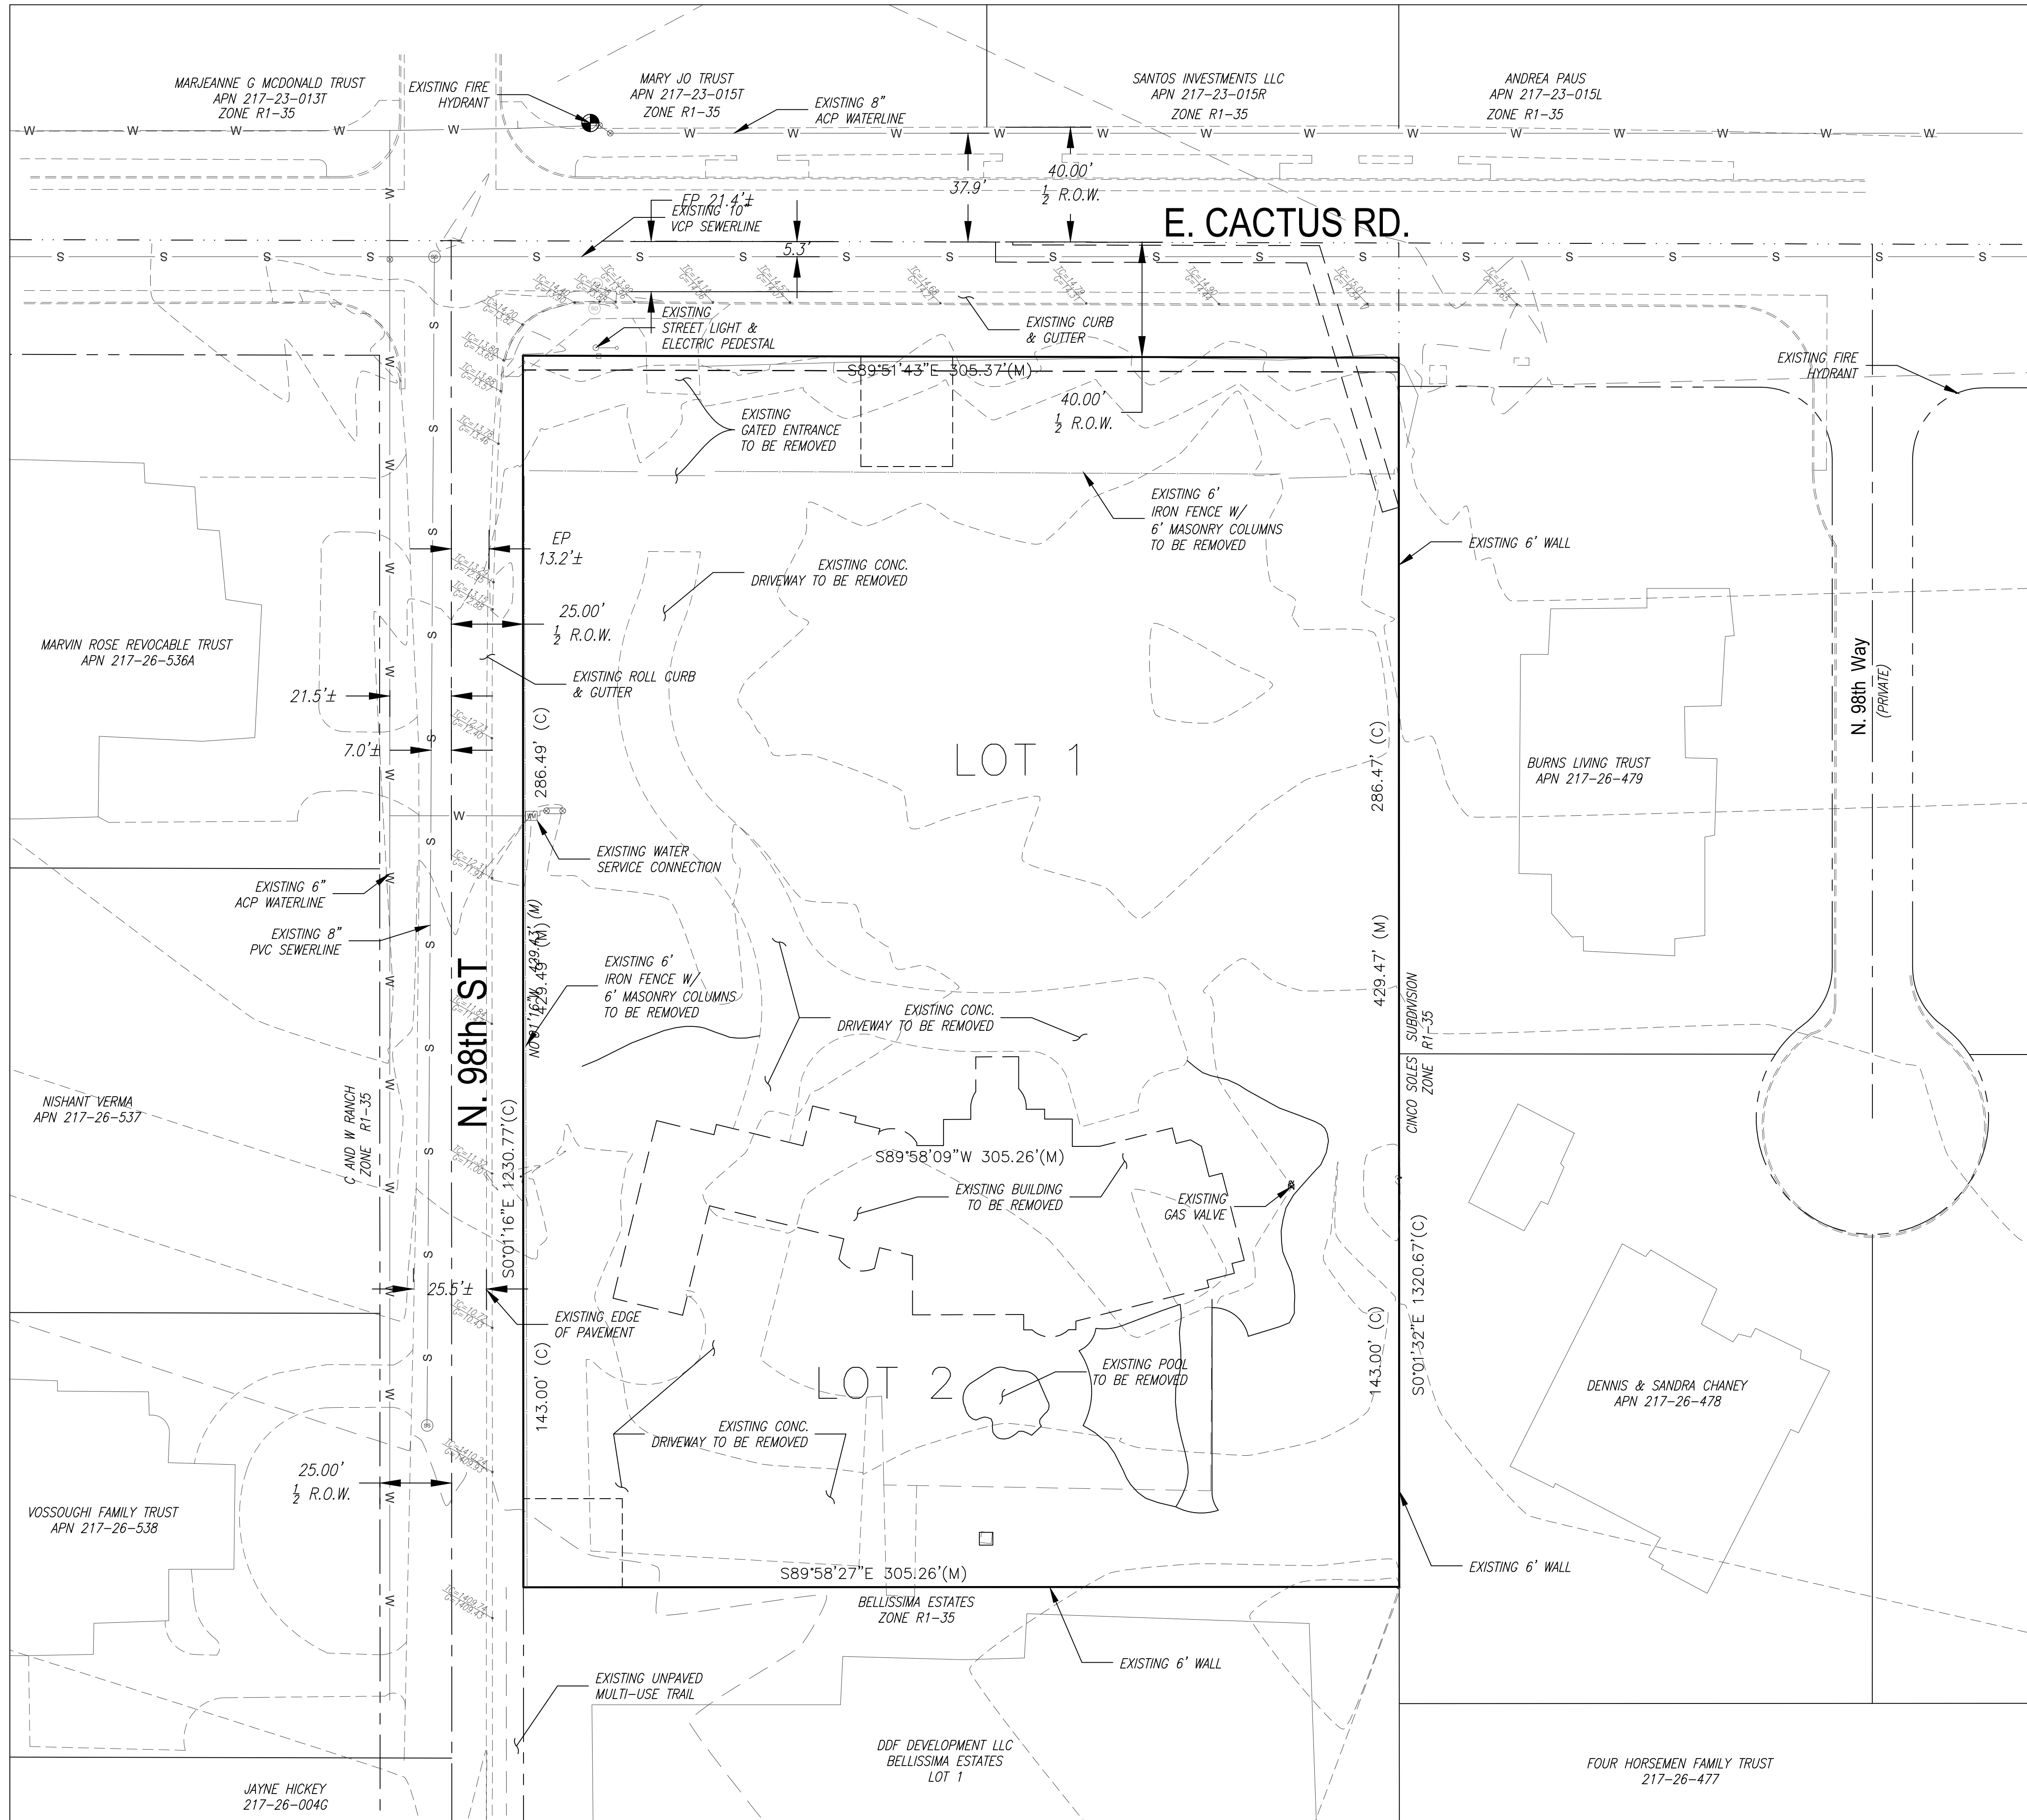 MARJEANNE G MCDONALD TRUST
APN 217-23-013T
ZONE R1-35
EXISTING FIRE
HYDRANT
MARY JO TRUST
APN 217-23-015T
ZONE R1-35
EXISTING 8"
ACP WATERLINE
SANTOS INVESTMENTS LLC
APN 217-23-015R
ZONE R1-35
ANDREA PAUS
APN 217-23-015L
ZONE R1-35
37.9'
40.00'
½ R.O.W.
EP 21.4'±
EXISTING 10"
VCP SEWERLINE
5.3'
E. CACTUS RD.
EXISTING
STREET LIGHT &
ELECTRIC PEDESTAL
EXISTING CURB
& GUTTER
EXISTING FIRE
HYDRANT
S89°51'43"E 305.37'(M)
40.00'
½ R.O.W.
EXISTING
GATED ENTRANCE
TO BE REMOVED
EXISTING 6'
IRON FENCE W/
6' MASONRY COLUMNS
TO BE REMOVED
EXISTING 6' WALL
EP
13.2'±
EXISTING CONC.
DRIVEWAY TO BE REMOVED
25.00'
½ R.O.W.
MARVIN ROSE REVOCABLE TRUST
APN 217-26-536A
EXISTING ROLL CURB
& GUTTER
21.5'±
7.0'±
286.49' (C)
LOT 1
286.47' (C)
BURNS LIVING TRUST
APN 217-26-479
N. 98th Way
(PRIVATE)
EXISTING WATER
SERVICE CONNECTION
EXISTING 6"
ACP WATERLINE
EXISTING 8"
PVC SEWERLINE
N. 98th ST
N0°01'16"W 429.43' (M)
429.49' (M)
EXISTING 6'
IRON FENCE W/
6' MASONRY COLUMNS
TO BE REMOVED
EXISTING CONC.
DRIVEWAY TO BE REMOVED
429.47' (M)
CINCO SOLES SUBDIVISION
ZONE R1-35
NISHANT VERMA
APN 217-26-537
C AND W RANCH
ZONE R1-35
S0°01'16"E 1230.77'(C)
S89°58'09"W 305.26'(M)
EXISTING BUILDING
TO BE REMOVED
EXISTING
GAS VALVE
S0°01'32"E 1320.67'(C)
25.5'±
EXISTING EDGE
OF PAVEMENT
143.00' (C)
LOT 2
EXISTING POOL
TO BE REMOVED
143.00' (C)
DENNIS & SANDRA CHANEY
APN 217-26-478
EXISTING CONC.
DRIVEWAY TO BE REMOVED
25.00'
½ R.O.W.
VOSSOUGHI FAMILY TRUST
APN 217-26-538
EXISTING 6' WALL
S89°58'27"E 305.26'(M)
BELLISSIMA ESTATES
ZONE R1-35
EXISTING 6' WALL
EXISTING UNPAVED
MULTI-USE TRAIL
DDF DEVELOPMENT LLC
BELLISSIMA ESTATES
LOT 1
FOUR HORSEMEN FAMILY TRUST
217-26-477
JAYNE HICKEY
217-26-004G